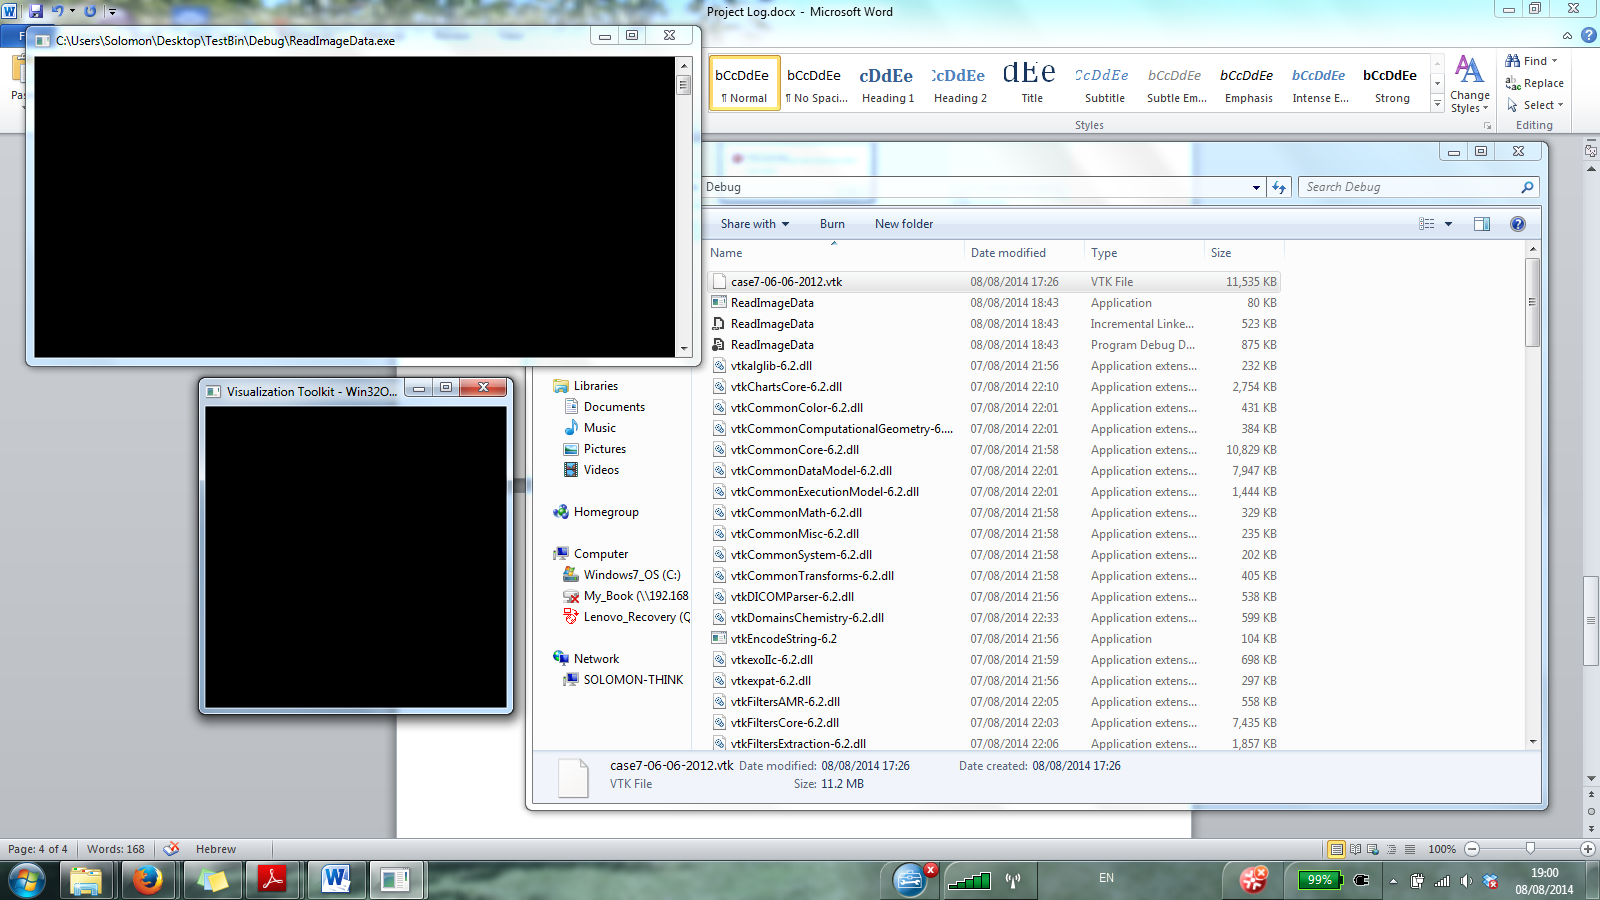 Project Log.docx - Microsoft Word
C:\Users\Solomon\Desktop\TestBin\Debug\ReadImageData.exe
bCcDdEe bCcDdEe cDdEe CcDdEe dEe CcDdEe bCcDdEe bCcDdEe bCcDdEe bCcDdEe
¶ Normal ¶ No Spaci... Heading 1 Heading 2 Title Subtitle Subtle Em... Emphasis Intense E... Strong
Change Styles
Find
Replace
Select
Styles
Editing
Debug
Search Debug
Share with Burn New folder
Name Date modified Type Size
case7-06-06-2012.vtk 08/08/2014 17:26 VTK File 11,535 KB
ReadImageData 08/08/2014 18:43 Application 80 KB
ReadImageData 08/08/2014 18:43 Incremental Linke... 523 KB
ReadImageData 08/08/2014 18:43 Program Debug D... 875 KB
vtkalglib-6.2.dll 07/08/2014 21:56 Application extens... 232 KB
vtkChartsCore-6.2.dll 07/08/2014 22:10 Application extens... 2,754 KB
vtkCommonColor-6.2.dll 07/08/2014 22:01 Application extens... 431 KB
vtkCommonComputationalGeometry-6.... 07/08/2014 22:01 Application extens... 384 KB
vtkCommonCore-6.2.dll 07/08/2014 21:58 Application extens... 10,829 KB
vtkCommonDataModel-6.2.dll 07/08/2014 22:01 Application extens... 7,947 KB
vtkCommonExecutionModel-6.2.dll 07/08/2014 22:01 Application extens... 1,444 KB
vtkCommonMath-6.2.dll 07/08/2014 21:58 Application extens... 329 KB
vtkCommonMisc-6.2.dll 07/08/2014 21:58 Application extens... 235 KB
vtkCommonSystem-6.2.dll 07/08/2014 21:58 Application extens... 202 KB
vtkCommonTransforms-6.2.dll 07/08/2014 21:58 Application extens... 405 KB
vtkDICOMParser-6.2.dll 07/08/2014 21:56 Application extens... 538 KB
vtkDomainsChemistry-6.2.dll 07/08/2014 22:33 Application extens... 599 KB
vtkEncodeString-6.2 07/08/2014 21:56 Application 104 KB
vtkexoIIc-6.2.dll 07/08/2014 21:59 Application extens... 698 KB
vtkexpat-6.2.dll 07/08/2014 21:56 Application extens... 297 KB
vtkFiltersAMR-6.2.dll 07/08/2014 22:05 Application extens... 558 KB
vtkFiltersCore-6.2.dll 07/08/2014 22:03 Application extens... 7,435 KB
vtkFiltersExtraction-6.2.dll 07/08/2014 22:06 Application extens... 1,857 KB
Libraries
Documents
Music
Pictures
Videos
Homegroup
Computer
Windows7_OS (C:)
My_Book (\\192.168
Lenovo_Recovery (Q
Network
SOLOMON-THINK
Visualization Toolkit - Win32O...
case7-06-06-2012.vtk Date modified: 08/08/2014 17:26 Date created: 08/08/2014 17:26
VTK File Size: 11.2 MB
Page: 4 of 4 Words: 168 Hebrew 100%
EN 99% 19:00
08/08/2014